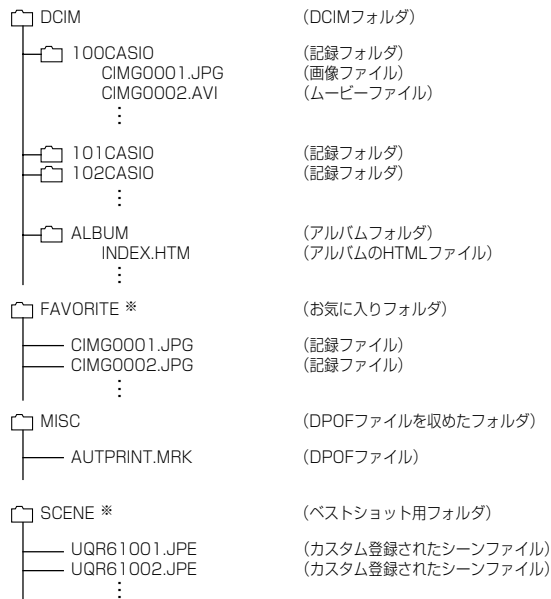 DCIM (DCIMフォルダ)
100CASIO (記録フォルダ)
CIMG0001.JPG (画像ファイル)
CIMG0002.AVI (ムービーファイル)
101CASIO (記録フォルダ)
102CASIO (記録フォルダ)
ALBUM (アルバムフォルダ)
INDEX.HTM (アルバムのHTMLファイル)
FAVORITE ※ (お気に入りフォルダ)
CIMG0001.JPG (記録ファイル)
CIMG0002.JPG (記録ファイル)
MISC (DPOFファイルを収めたフォルダ)
AUTPRINT.MRK (DPOFファイル)
SCENE ※ (ベストショット用フォルダ)
UQR61001.JPE (カスタム登録されたシーンファイル)
UQR61002.JPE (カスタム登録されたシーンファイル)